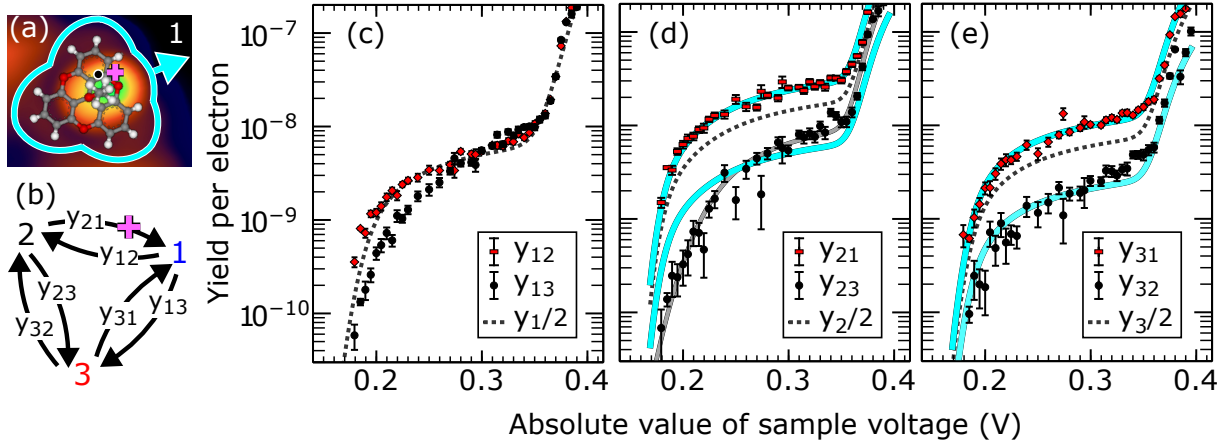 (a)
1
(b)
2
y₂₁
y₁₂
1
y₂₃
y₃₂
y₃₁
y₁₃
3
Yield per electron
10⁻⁷
10⁻⁸
10⁻⁹
10⁻¹⁰
(c)
y₁₂
y₁₃
y₁/2
0.2
0.3
0.4
(d)
y₂₁
y₂₃
y₂/2
0.2
0.3
0.4
(e)
y₃₁
y₃₂
y₃/2
0.2
0.3
0.4
Absolute value of sample voltage (V)